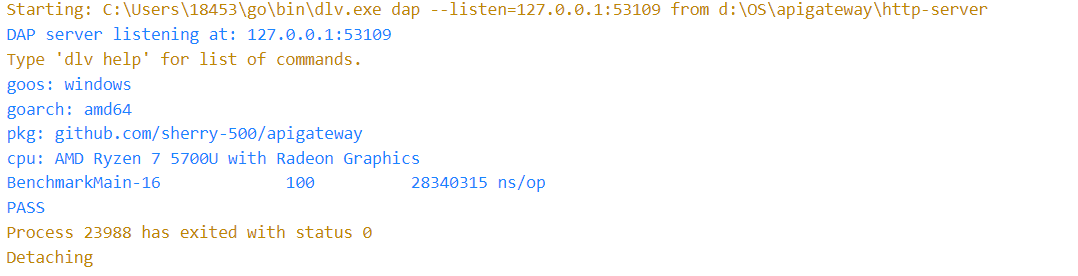 Starting: C:\Users\18453\go\bin\dlv.exe dap --listen=127.0.0.1:53109 from d:\OS\apigateway\http-server
DAP server listening at: 127.0.0.1:53109
Type 'dlv help' for list of commands.
goos: windows
goarch: amd64
pkg: github.com/sherry-500/apigateway
cpu: AMD Ryzen 7 5700U with Radeon Graphics
BenchmarkMain-16             100          28340315 ns/op
PASS
Process 23988 has exited with status 0
Detaching